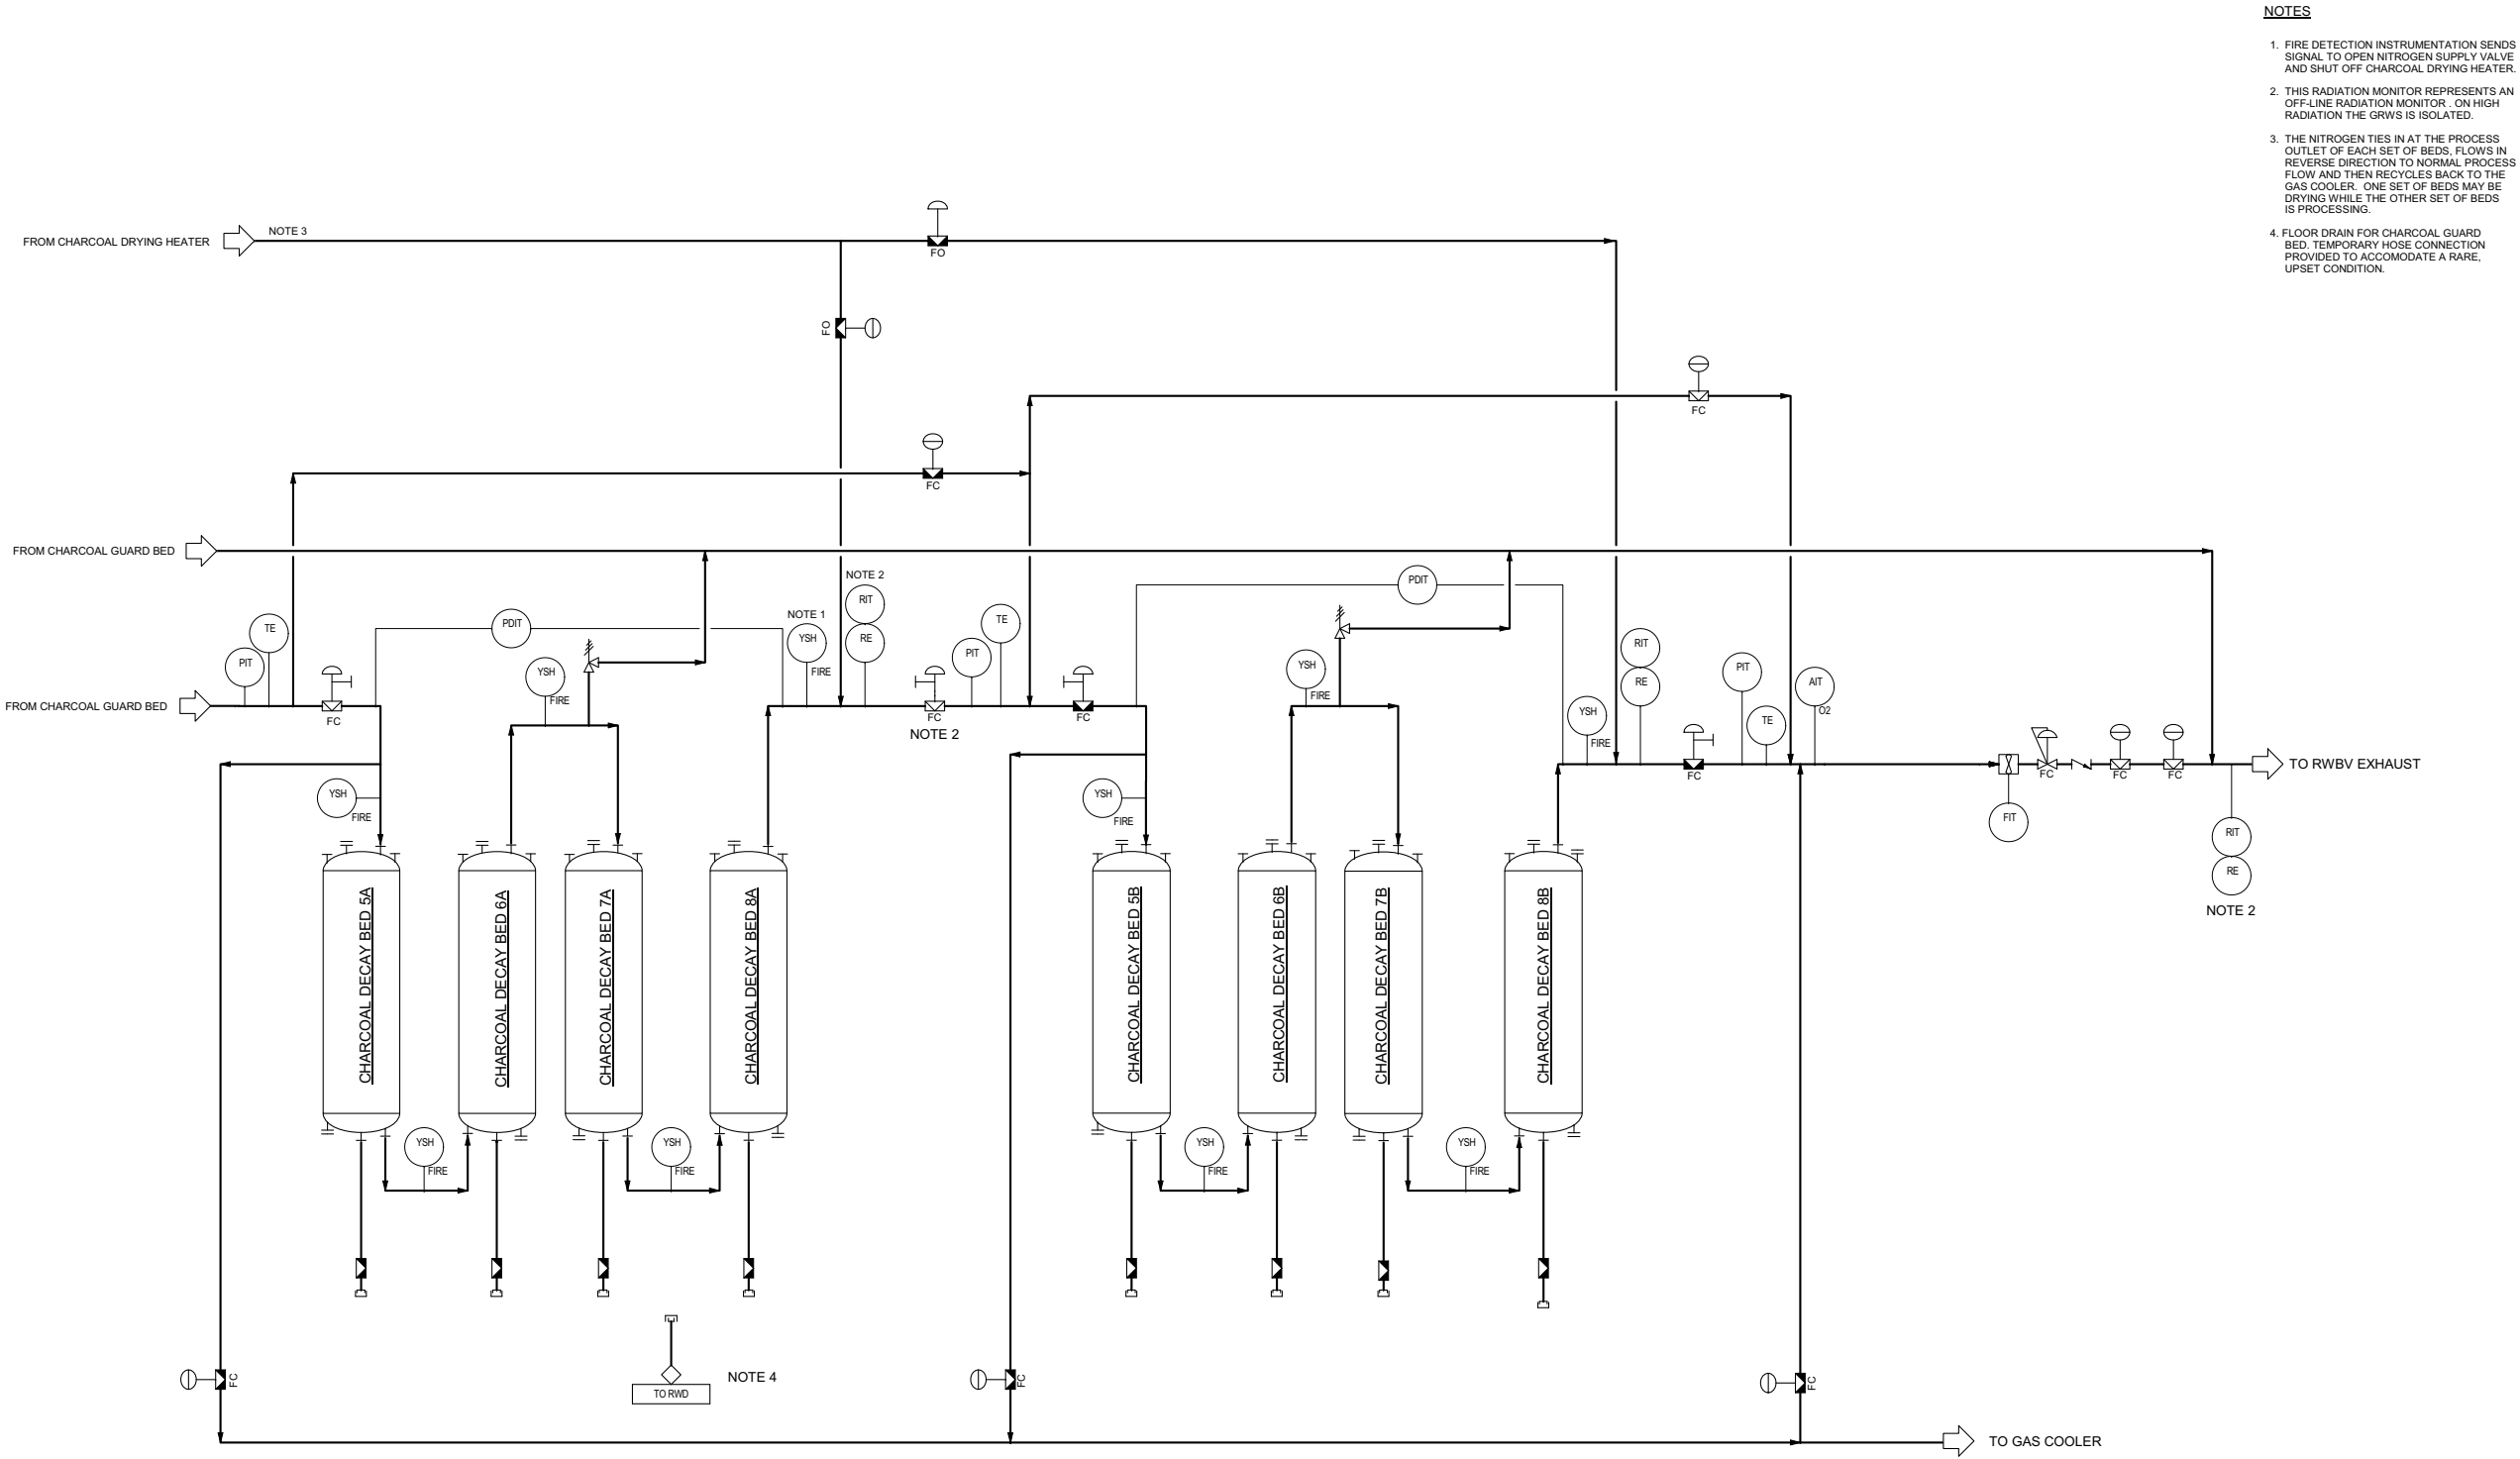 NOTES
1. FIRE DETECTION INSTRUMENTATION SENDS
SIGNAL TO OPEN NITROGEN SUPPLY VALVE
AND SHUT OFF CHARCOAL DRYING HEATER.
2. THIS RADIATION MONITOR REPRESENTS AN
OFF-LINE RADIATION MONITOR . ON HIGH
RADIATION THE GRWS IS ISOLATED.
3. THE NITROGEN TIES IN AT THE PROCESS
OUTLET OF EACH SET OF BEDS, FLOWS IN
REVERSE DIRECTION TO NORMAL PROCESS
FLOW AND THEN RECYCLES BACK TO THE
GAS COOLER. ONE SET OF BEDS MAY BE
DRYING WHILE THE OTHER SET OF BEDS
IS PROCESSING.
4. FLOOR DRAIN FOR CHARCOAL GUARD
BED. TEMPORARY HOSE CONNECTION
PROVIDED TO ACCOMODATE A RARE,
UPSET CONDITION.
FROM CHARCOAL DRYING HEATER
NOTE 3
FO
FO
FC
FC
FROM CHARCOAL GUARD BED
NOTE 2
NOTE 1
PDIT
PDIT
RIT
RE
YSH
FIRE
TE
PIT
TE
PIT
YSH
FIRE
YSH
FIRE
RIT
RE
PIT
AIT
O2
TE
YSH
FIRE
FROM CHARCOAL GUARD BED
FC
FC
NOTE 2
FC
FC
FC
FC
FC
TO RWBV EXHAUST
YSH
FIRE
YSH
FIRE
FIT
RIT
RE
NOTE 2
CHARCOAL DECAY BED 5A
CHARCOAL DECAY BED 6A
CHARCOAL DECAY BED 7A
CHARCOAL DECAY BED 8A
CHARCOAL DECAY BED 5B
CHARCOAL DECAY BED 6B
CHARCOAL DECAY BED 7B
CHARCOAL DECAY BED 8B
YSH
FIRE
YSH
FIRE
YSH
FIRE
YSH
FIRE
FC
NOTE 4
TO RWD
FC
FC
TO GAS COOLER